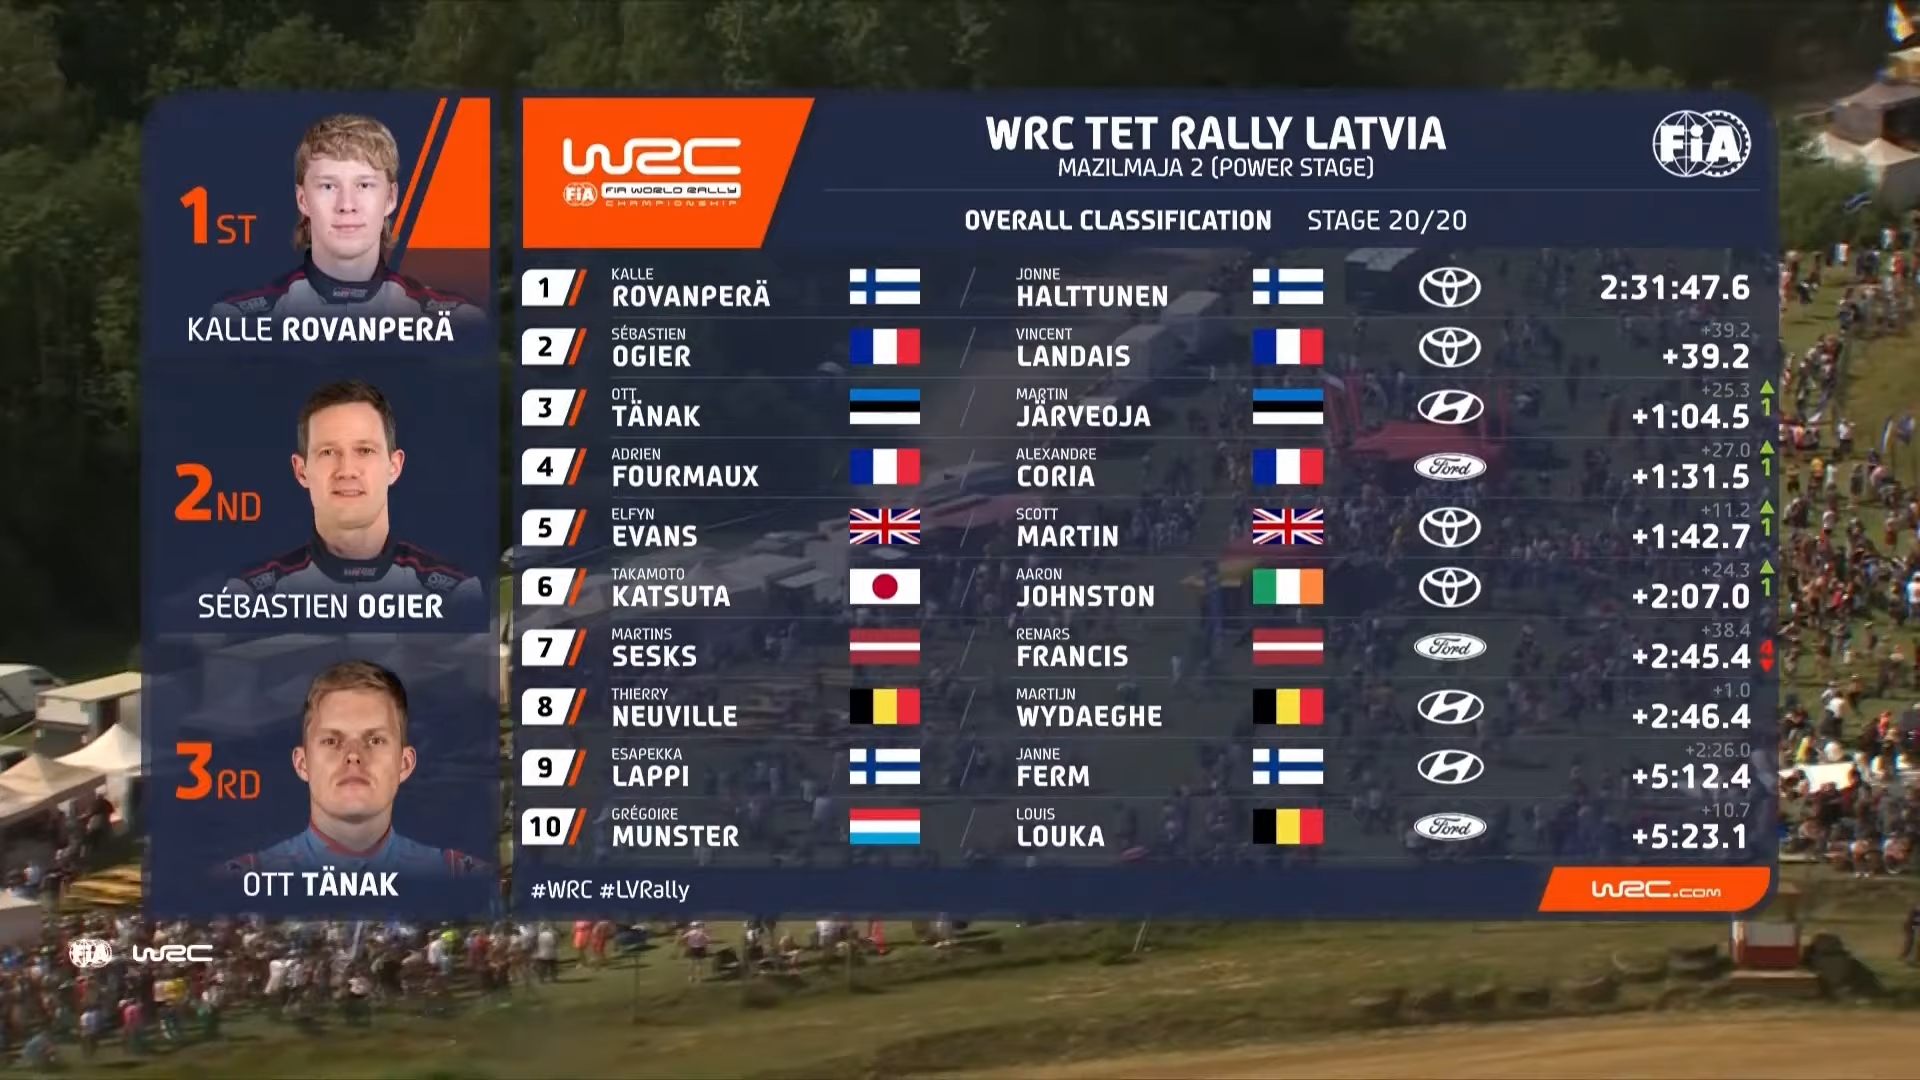 1ST
KALLE ROVANPERÄ
2ND
SÉBASTIEN OGIER
3RD
OTT TÄNAK
WRC
FIA FIA WORLD RALLY
CHAMPIONSHIP
WRC TET RALLY LATVIA
MAZILMAJA 2 (POWER STAGE)
FIA
OVERALL CLASSIFICATION STAGE 20/20
1 KALLE ROVANPERÄ / JONNE HALTTUNEN 2:31:47.6
2 SÉBASTIEN OGIER / VINCENT LANDAIS +39.2 +39.2
3 OTT TÄNAK / MARTIN JÄRVEOJA +25.3 +1:04.5 1
4 ADRIEN FOURMAUX / ALEXANDRE CORIA Ford +27.0 +1:31.5 1
5 ELFYN EVANS / SCOTT MARTIN +11.2 +1:42.7 1
6 TAKAMOTO KATSUTA / AARON JOHNSTON +24.3 +2:07.0 1
7 MARTINS SESKS / RENARS FRANCIS Ford +38.4 +2:45.4 4
8 THIERRY NEUVILLE / MARTIJN WYDAEGHE +1.0 +2:46.4
9 ESAPEKKA LAPPI / JANNE FERM +2:26.0 +5:12.4
10 GRÉGOIRE MUNSTER / LOUIS LOUKA Ford +10.7 +5:23.1
#WRC #LVRally
WRC.COM
FIA WRC